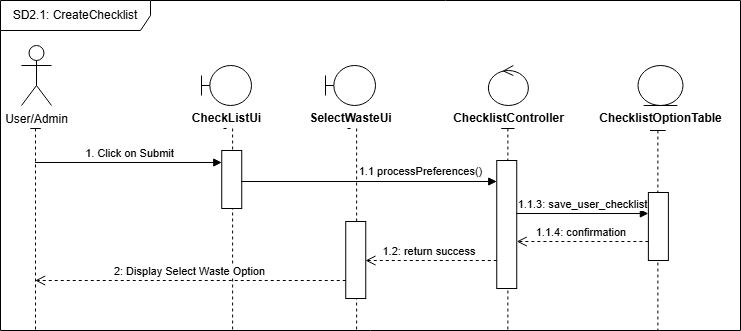 SD2.1: CreateChecklist
User/Admin
CheckListUi
SelectWasteUi
ChecklistController
ChecklistOptionTable
1. Click on Submit
1.1 processPreferences()
1.1.3: save_user_checklist
1.1.4: confirmation
1.2: return success
2: Display Select Waste Option